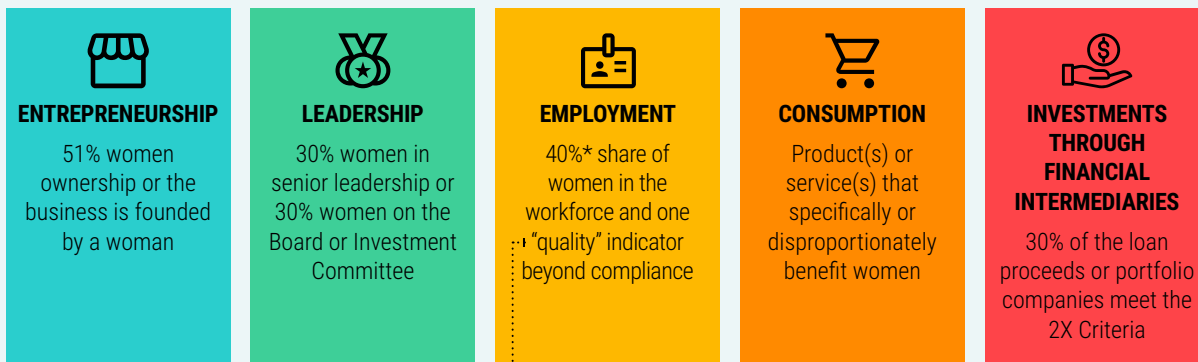 ENTREPRENEURSHIP
51% women
ownership or the
business is founded
by a woman
LEADERSHIP
30% women in
senior leadership or
30% women on the
Board or Investment
Committee
EMPLOYMENT
40%* share of
women in the
workforce and one
“quality” indicator
beyond compliance
CONSUMPTION
Product(s) or
service(s) that
specifically or
disproportionately
benefit women
$
INVESTMENTS
THROUGH
FINANCIAL
INTERMEDIARIES
30% of the loan
proceeds or portfolio
companies meet the
2X Criteria